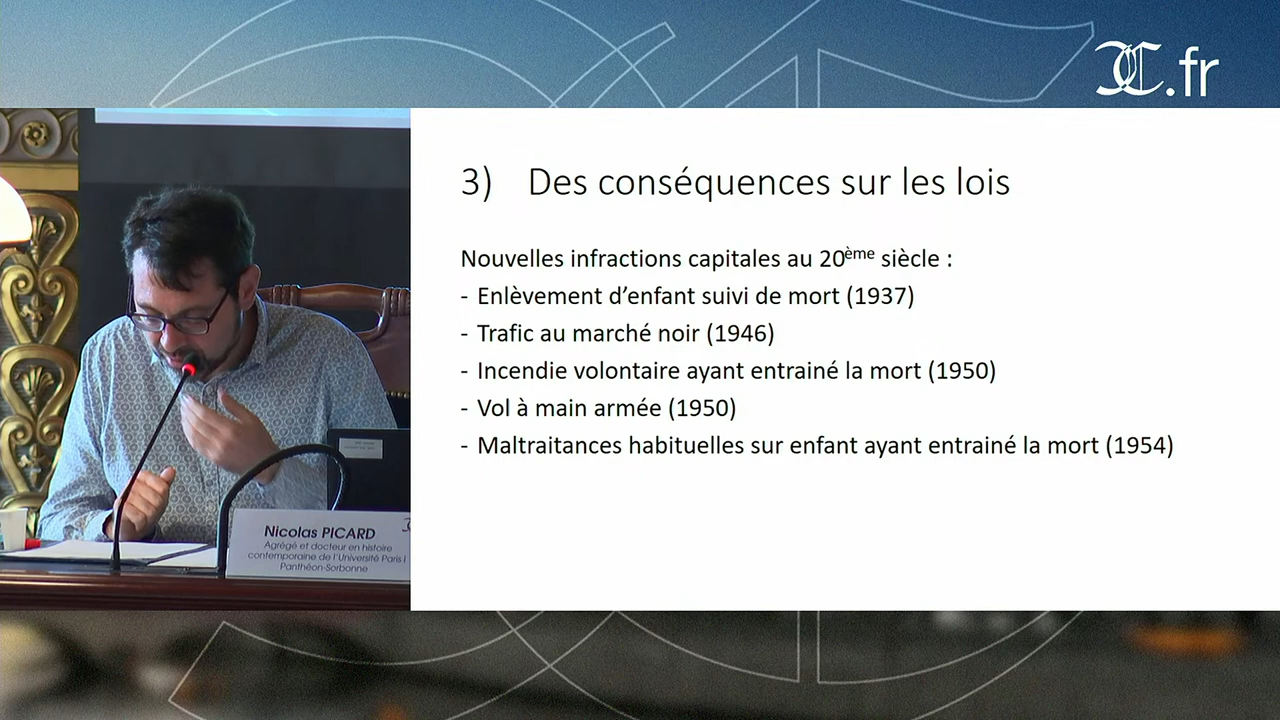 CC.fr
3) Des conséquences sur les lois
Nouvelles infractions capitales au 20ème siècle :
- Enlèvement d’enfant suivi de mort (1937)
- Trafic au marché noir (1946)
- Incendie volontaire ayant entrainé la mort (1950)
- Vol à main armée (1950)
- Maltraitances habituelles sur enfant ayant entrainé la mort (1954)
Nicolas PICARD
Agrégé et docteur en histoire
contemporaine de l'Université Paris I
Panthéon-Sorbonne